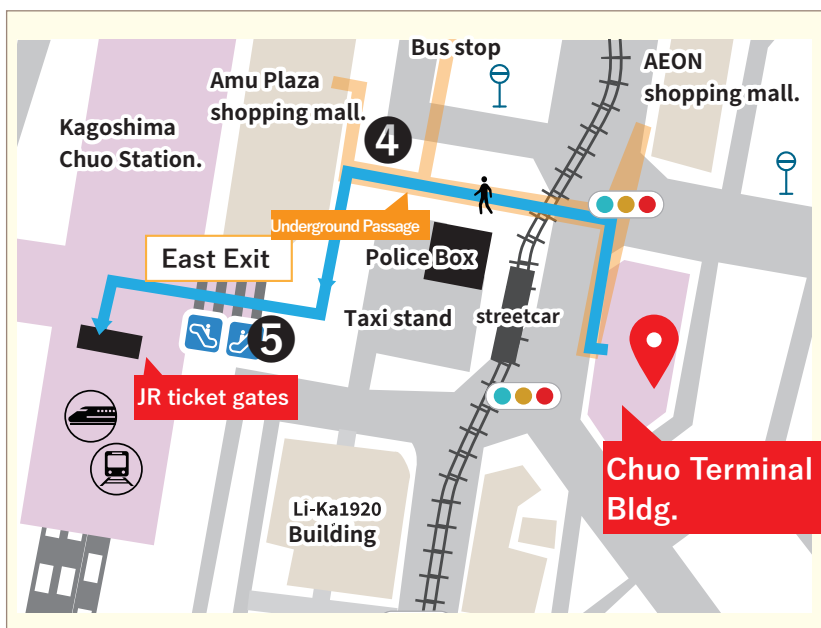 Bus stop
AEON
shopping mall.
Amu Plaza
shopping mall.
Kagoshima
Chuo Station.
4
Underground Passage
East Exit
Police Box
Taxi stand
streetcar
5
JR ticket gates
Chuo Terminal
Bldg.
Li-Ka1920
Building